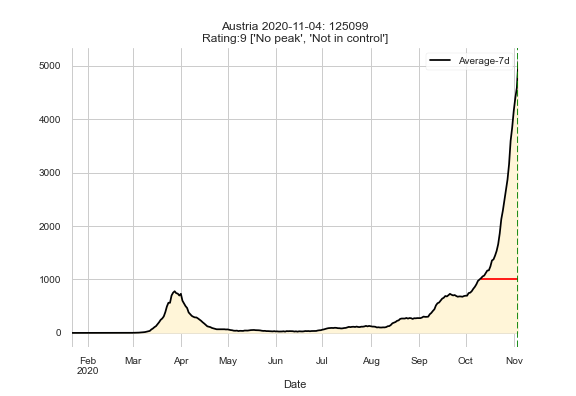 Austria 2020-11-04: 125099
Rating:9 ['No peak', 'Not in control']
Average-7d
5000
4000
3000
2000
1000
0
Feb Mar Apr May Jun Jul Aug Sep Oct Nov
2020
Date